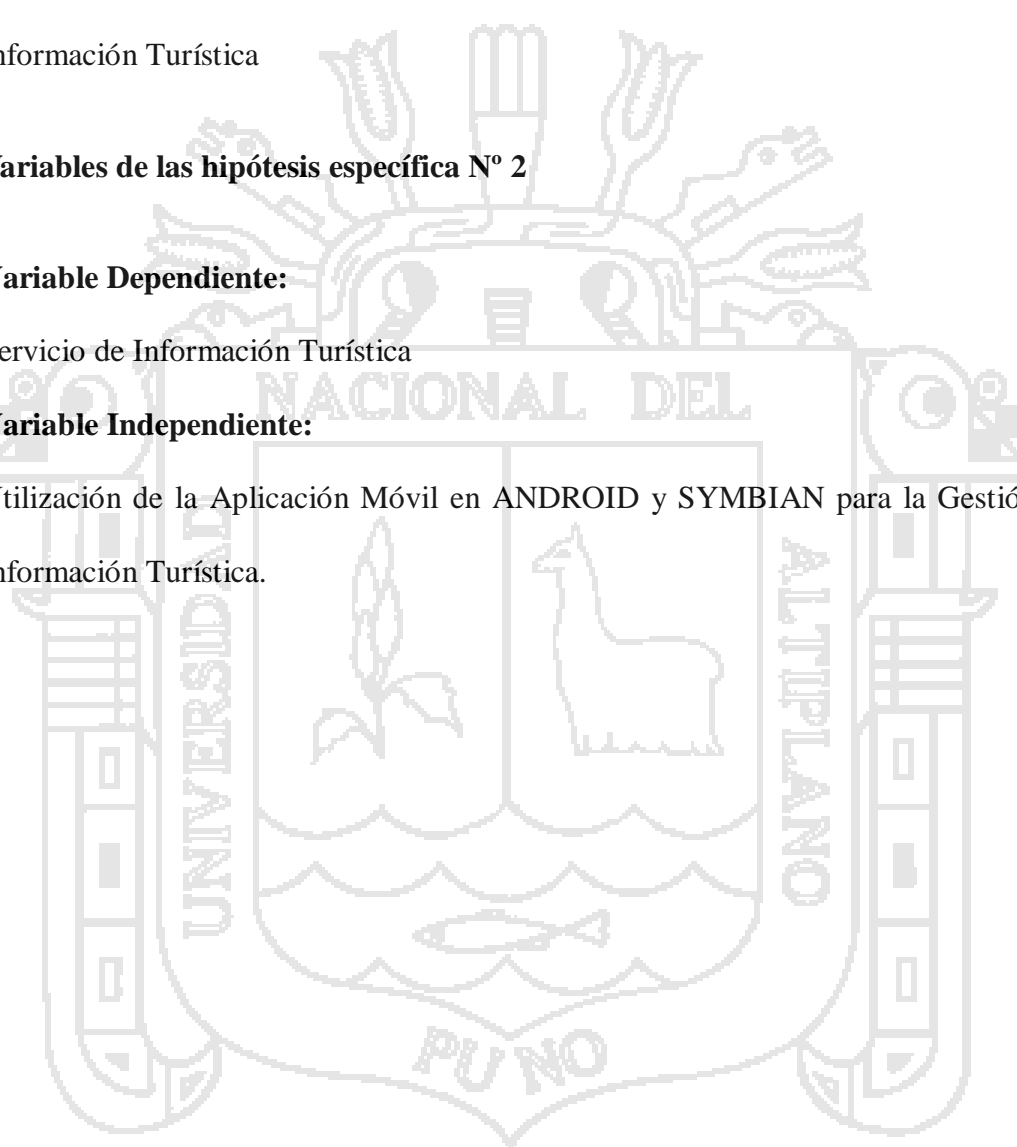 nformación Turística
ariables de las hipótesis específica Nº 2
ariable Dependiente:
ervicio de Información Turística
NACIONAL DEL
ariable Independiente:
tilización de la Aplicación Móvil en ANDROID y SYMBIAN para la Gestió
nformación Turística.
UNIVERSIDAD
ALTIPLANO
PUNO